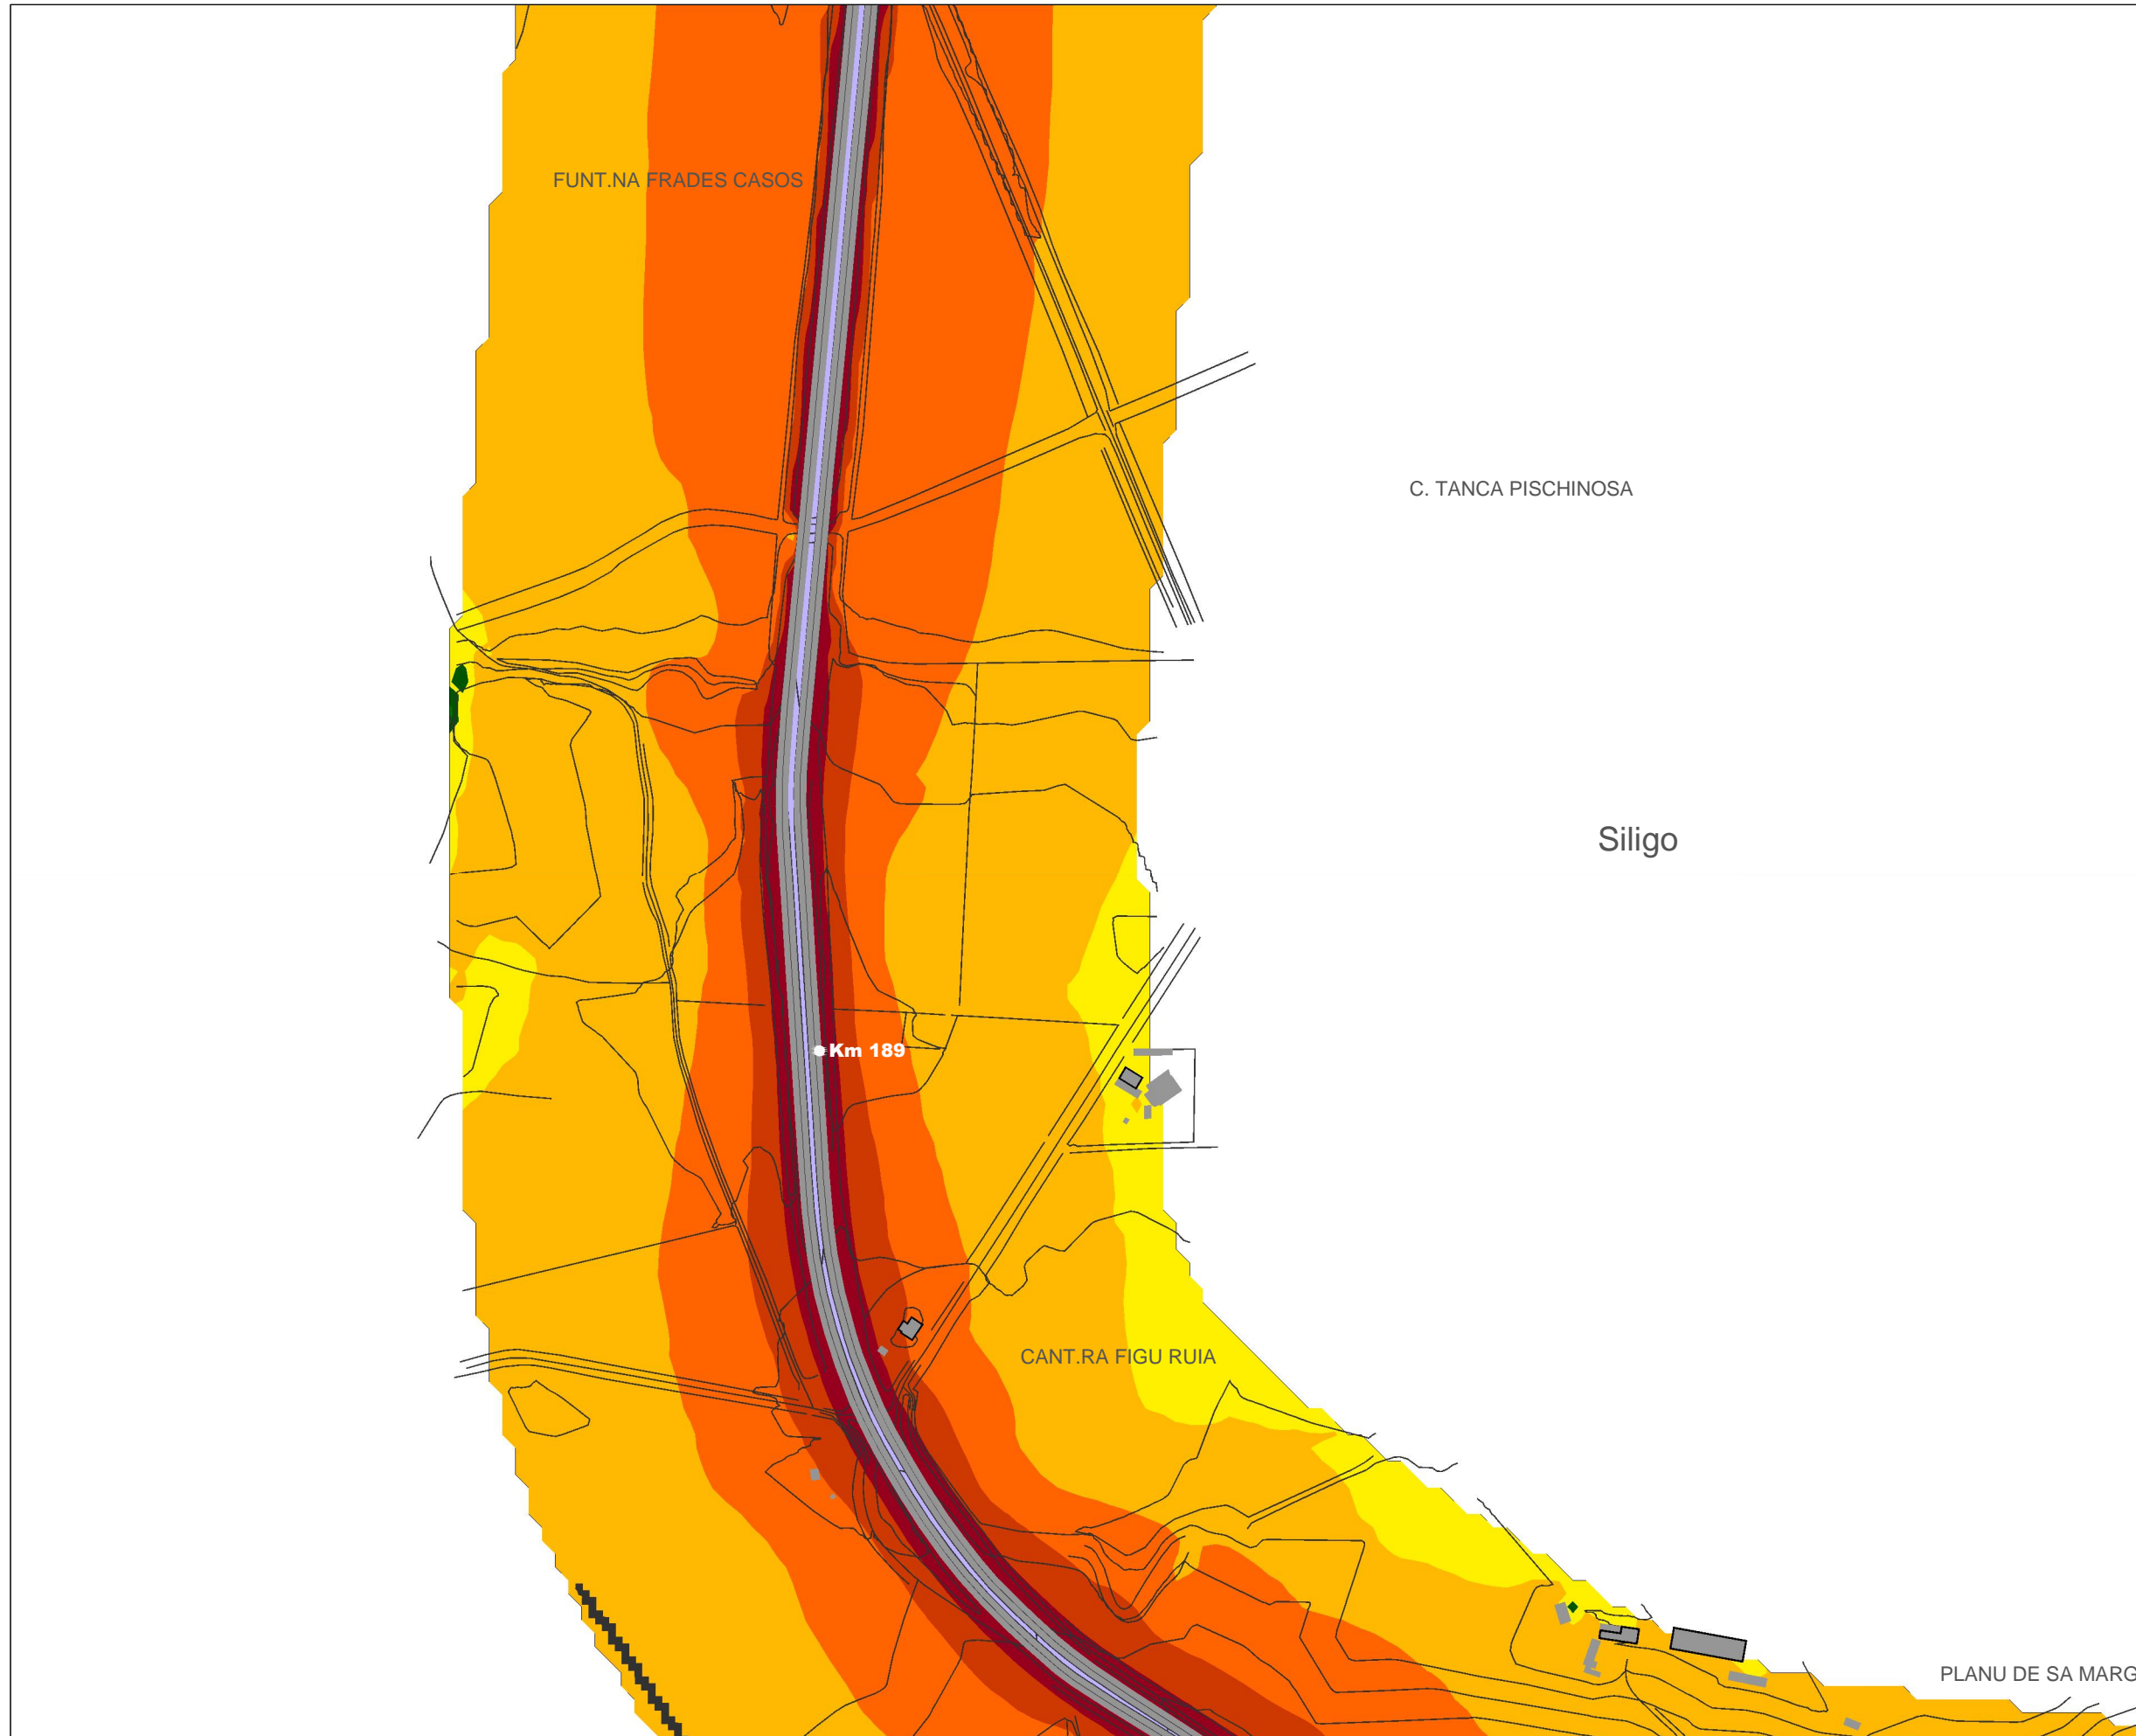 FUNT.NA FRADES CASOS
C. TANCA PISCHINOSA
Siligo
Km 189
CANT.RA FIGU RUIA
PLANU DE SA MARG